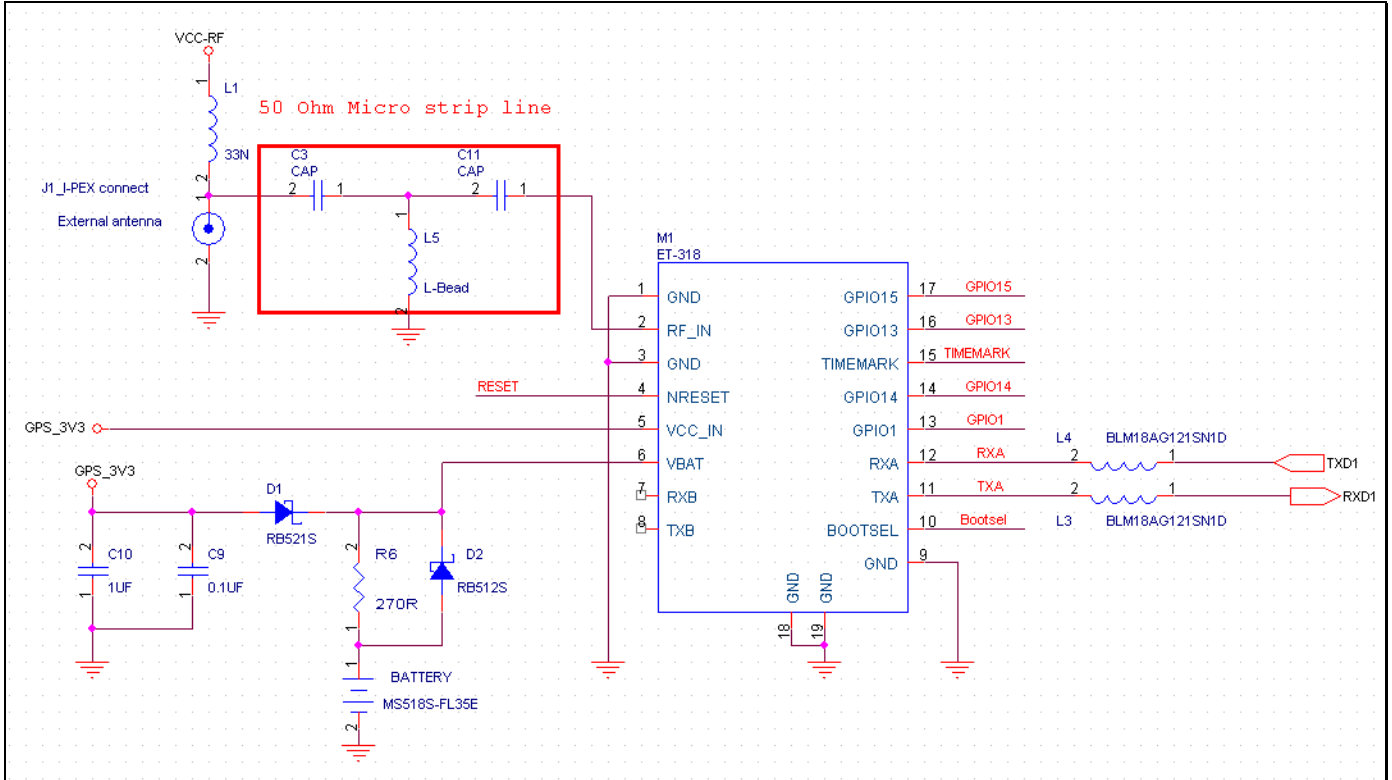 VCC-RF
1
L1
33N
2
50 Ohm Micro strip line
J1_I-PEX connect
External antenna
1
2
C3
CAP
2
1
C11
CAP
2
1
1
L5
L-Bead
2
M1
ET-318
1
GND
2
RF_IN
3
GND
RESET
4
NRESET
GPS_3V3
5
VCC_IN
6
VBAT
7
RXB
8
TXB
GPIO15
17
GPIO15
GPIO13
16
GPIO13
TIMEMARK
15
TIMEMARK
GPIO14
14
GPIO14
GPIO1
13
GPIO1
RXA
12
RXA
L4
BLM18AG121SN1D
2
1
TXD1
TXA
11
TXA
2
1
RXD1
L3
BLM18AG121SN1D
BOOTSEL
10
Bootsel
GND
9
GND
GND
18
19
GPS_3V3
2
C10
1UF
1
2
C9
0.1UF
1
D1
RB521S
2
R6
270R
1
D2
RB512S
1
BATTERY
MS518S-FL35E
2